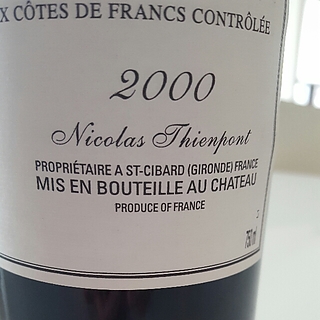 X CÔTES DE FRANCS CONTRÔLÉE
2000
Nicolas Thienpont
PROPRIÉTAIRE A ST-CIBARD (GIRONDE) FRANCE
MIS EN BOUTEILLE AU CHATEAU
PRODUCE OF FRANCE
750 ml